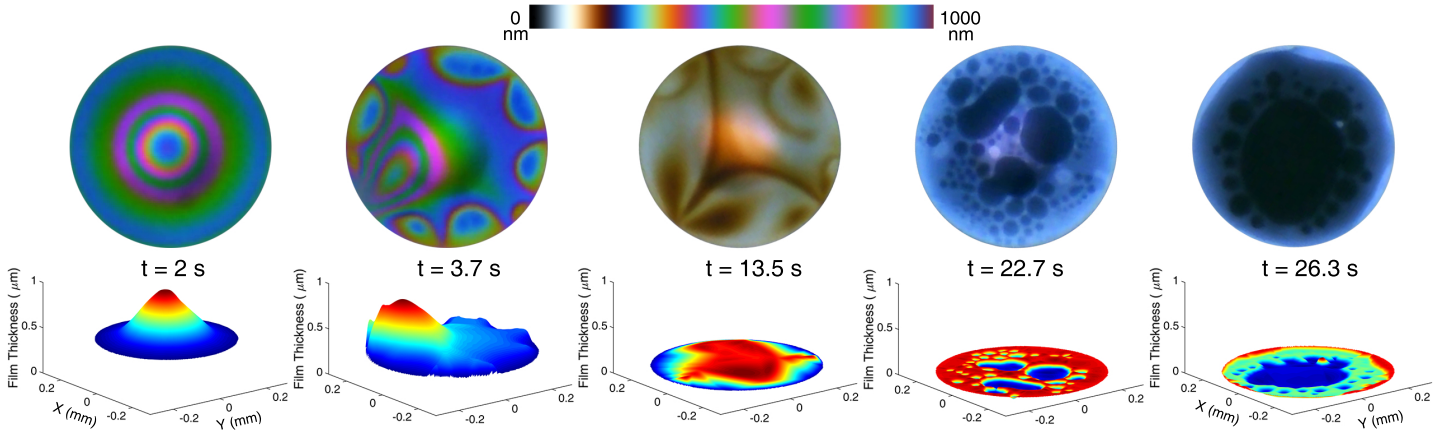 0 nm
1000 nm
t = 2 s
t = 3.7 s
t = 13.5 s
t = 22.7 s
t = 26.3 s
Film Thickness ( μm)
1
0.5
0
0.2
0
-0.2
X (mm)
-0.2
0
0.2
Y (mm)
Film Thickness ( μm)
1
0.5
0
0.2
0
-0.2
-0.2
0
0.2
Film Thickness ( μm)
1
0.5
0
0.2
0
-0.2
-0.2
0
0.2
Film Thickness ( μm)
1
0.5
0
0.2
0
-0.2
-0.2
0
0.2
Film Thickness ( μm)
1
0.5
0
0.2
0
-0.2
X (mm)
-0.2
0
0.2
Y (mm)